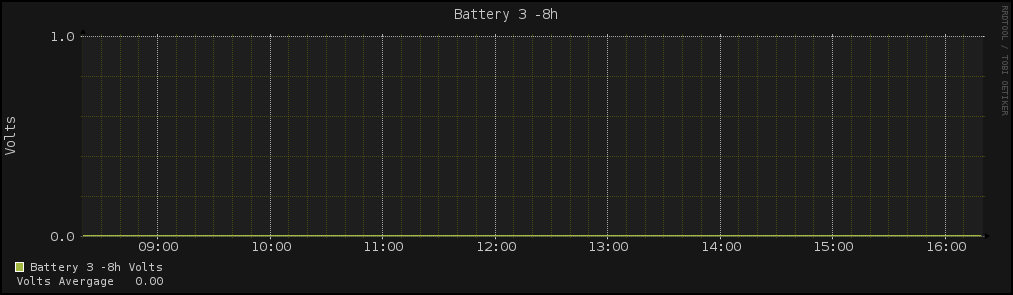 Battery 3 -8h
RRDTOOL / TOBI OETIKER
1.0
Volts
0.0
09:00 10:00 11:00 12:00 13:00 14:00 15:00 16:00
Battery 3 -8h Volts
Volts Avergage 0.00